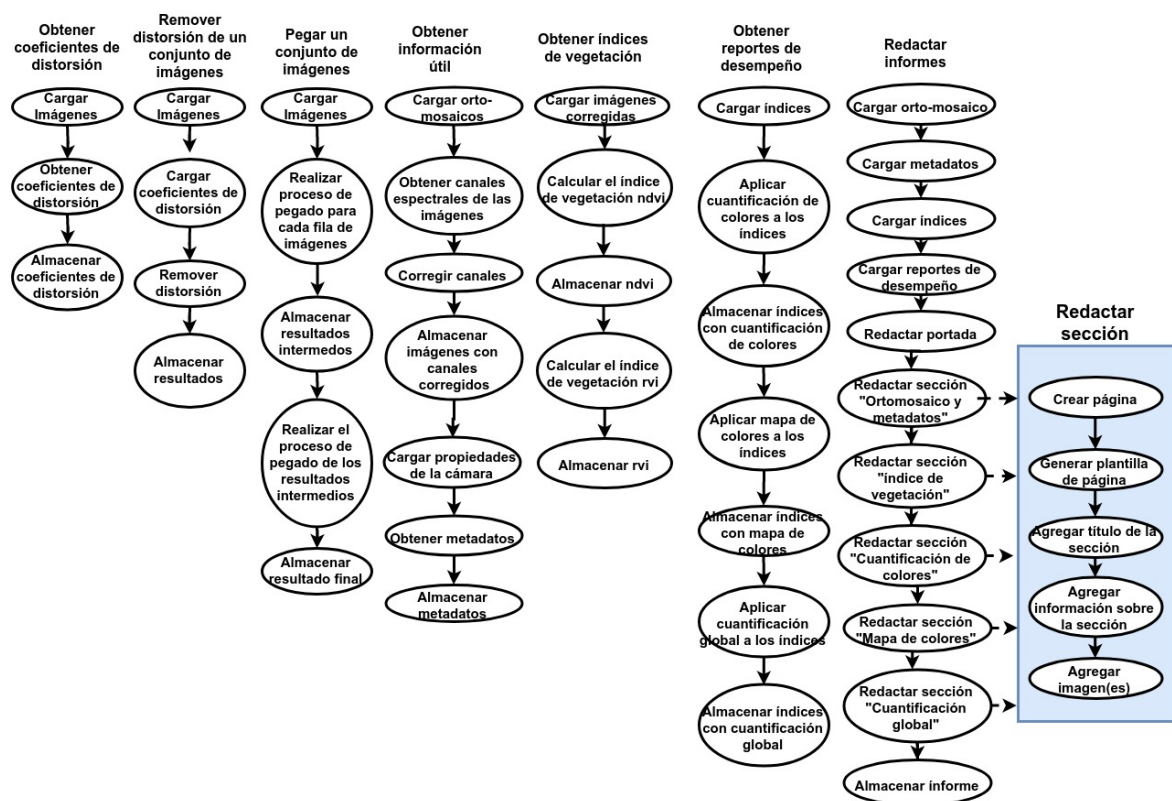 Obtener
coeficientes de
distorsión
Cargar
Imágenes
Obtener
coeficientes de
distorsión
Almacenar
coeficientes de
distorsión
Remover
distorsión de un
conjunto de
imágenes
Cargar
Imágenes
Cargar
coeficientes de
distorsión
Remover
distorsión
Almacenar
resultados
Pegar un
conjunto de
imágenes
Cargar
Imágenes
Realizar
proceso de
pegado para
cada fila de
imágenes
Almacenar
resultados
intermedos
Realizar el
proceso de
pegado de los
resultados
intermedios
Almacenar
resultado final
Obtener
información
útil
Cargar orto-
mosaicos
Obtener canales
espectrales de las
imágenes
Corregir canales
Almacenar
imágenes con
canales
corregidos
Cargar propiedades
de la cámara
Obtener metadatos
Almacenar
metadatos
Obtener índices
de vegetación
Cargar imágenes
corregidas
Calcular el índice
de vegetación ndvi
Almacenar ndvi
Calcular el índice
de vegetación rvi
Almacenar rvi
Obtener
reportes de
desempeño
Cargar índices
Aplicar
cuantificación de
colores a los
índices
Almacenar índices
con cuantificación
de colores
Aplicar mapa de
colores a los
índices
Almacenar índices
con mapa de
colores
Aplicar
cuantificación
global a los índices
Almacenar índices
con cuantificación
global
Redactar
informes
Cargar orto-mosaico
Cargar metadatos
Cargar índices
Cargar reportes de
desempeño
Redactar portada
Redactar sección
"Ortomosaico y
metadatos"
Redactar sección
"índice de
vegetación"
Redactar sección
"Cuantificación de
colores"
Redactar sección
"Mapa de colores"
Redactar sección
"Cuantificación
global"
Almacenar ínforme
Redactar
sección
Crear página
Generar plantilla
de página
Agregar título de la
sección
Agregar
información sobre
la sección
Agregar
imagen(es)